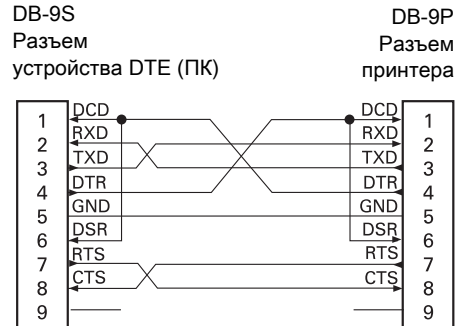 DB-9S
Разъем
устройства DTE (ПК)
DB-9P
Разъем
принтера
1 DCD DCD 1
2 RXD RXD 2
3 TXD TXD 3
4 DTR DTR 4
5 GND GND 5
6 DSR DSR 6
7 RTS RTS 7
8 CTS CTS 8
9 9